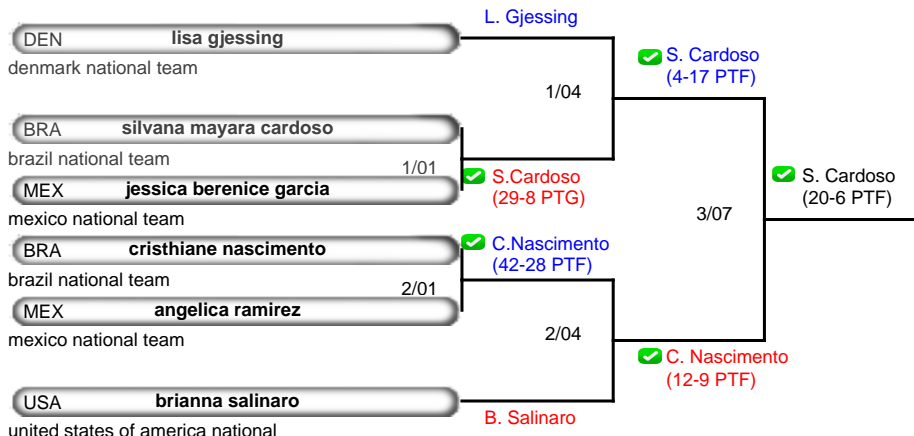 L. Gjessing
DEN lisa gjessing
denmark national team
S. Cardoso
(4-17 PTF)
1/04
BRA silvana mayara cardoso
brazil national team
1/01
S.Cardoso
(29-8 PTG)
MEX jessica berenice garcia
mexico national team
S. Cardoso
(20-6 PTF)
3/07
BRA cristhiane nascimento
brazil national team
C.Nascimento
(42-28 PTF)
2/01
MEX angelica ramirez
mexico national team
2/04
C. Nascimento
(12-9 PTF)
USA brianna salinaro
united states of america national
B. Salinaro